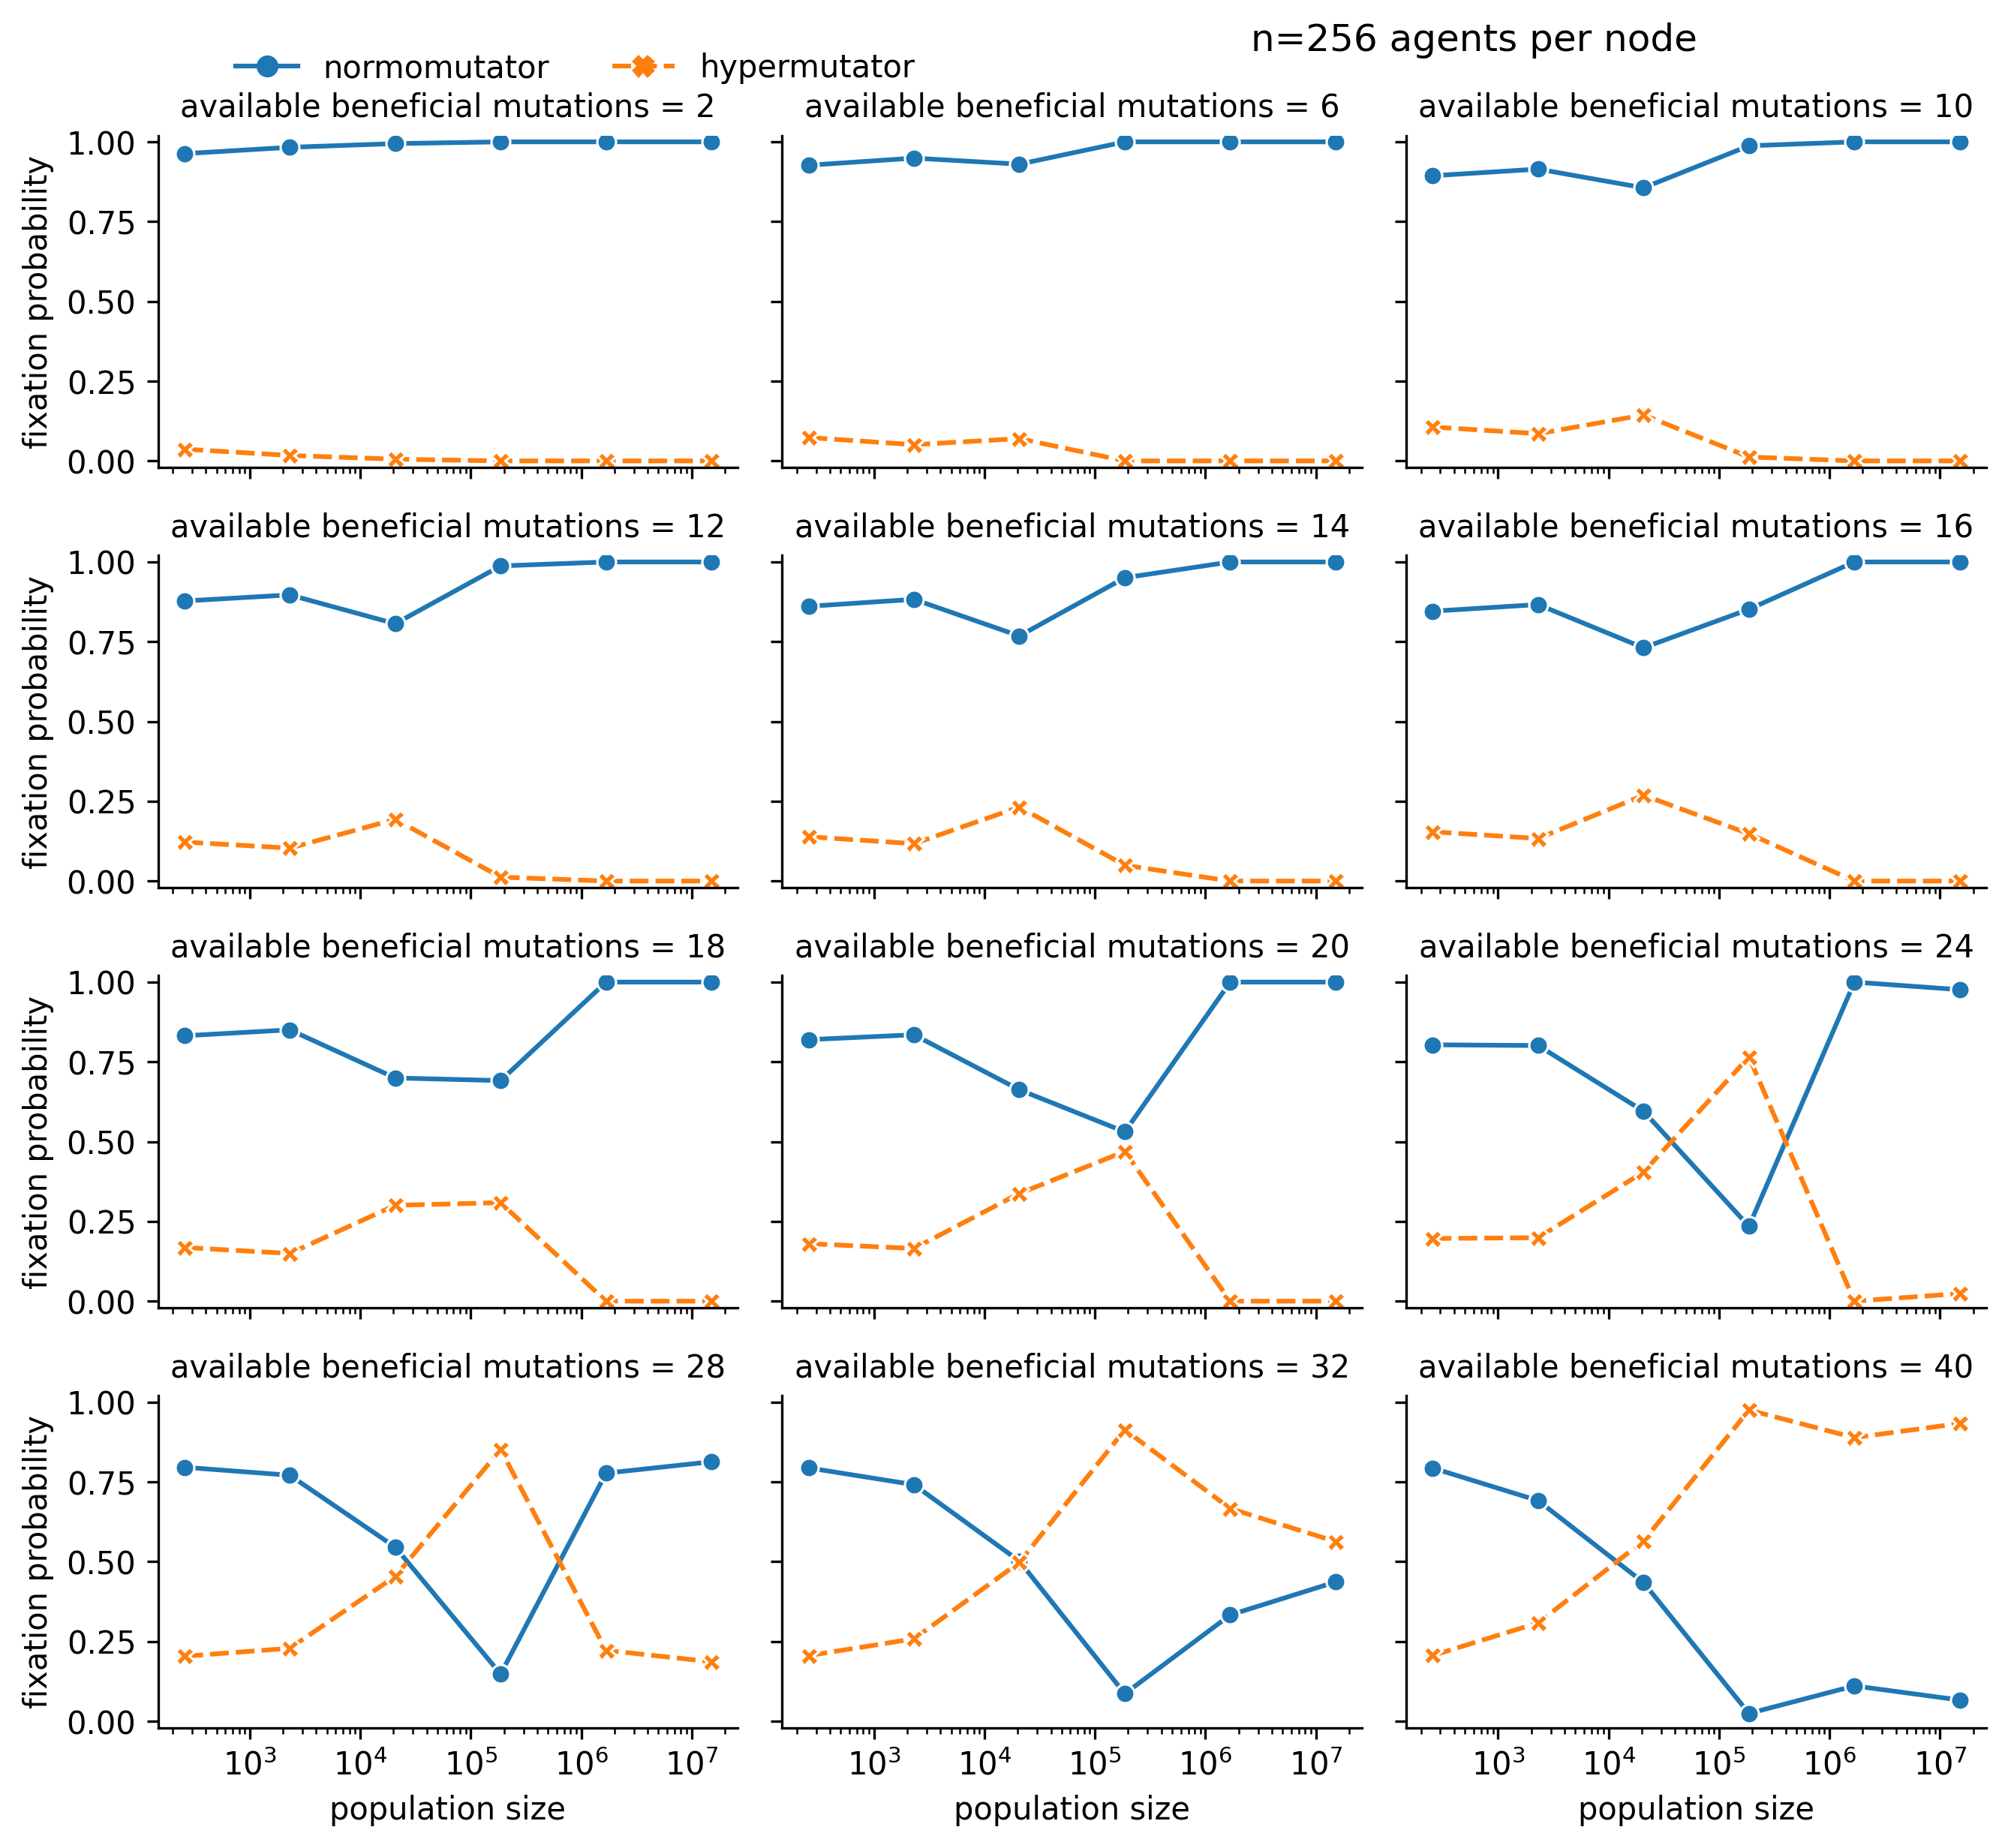 n=256 agents per node
normomutator hypermutator
available beneficial mutations = 2
available beneficial mutations = 6
available beneficial mutations = 10
fixation probability
1.00
0.75
0.50
0.25
0.00
available beneficial mutations = 12
available beneficial mutations = 14
available beneficial mutations = 16
fixation probability
1.00
0.75
0.50
0.25
0.00
available beneficial mutations = 18
available beneficial mutations = 20
available beneficial mutations = 24
fixation probability
1.00
0.75
0.50
0.25
0.00
available beneficial mutations = 28
available beneficial mutations = 32
available beneficial mutations = 40
fixation probability
1.00
0.75
0.50
0.25
0.00
10³ 10⁴ 10⁵ 10⁶ 10⁷
10³ 10⁴ 10⁵ 10⁶ 10⁷
10³ 10⁴ 10⁵ 10⁶ 10⁷
population size
population size
population size